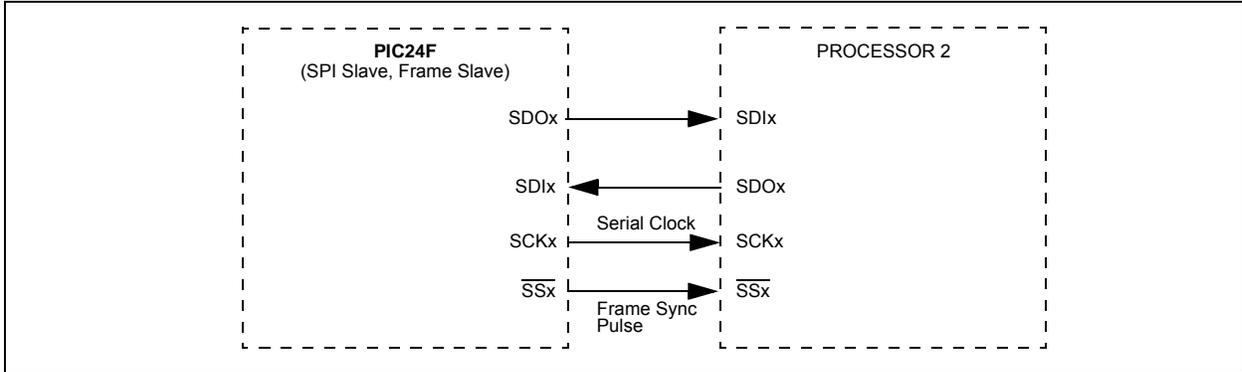 PIC24F
(SPI Slave, Frame Slave)
PROCESSOR 2
SDOx
SDIx
SDIx
SDOx
Serial Clock
SCKx
SCKx
SSx
SSx
Frame Sync
Pulse